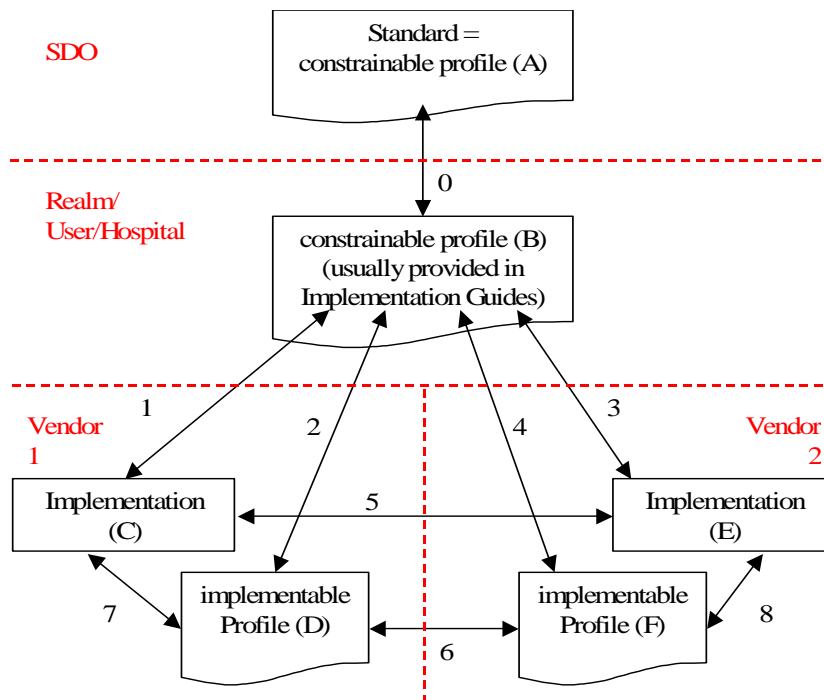 SDO
Standard =
constrainable profile (A)
0
Realm/
User/Hospital
constrainable profile (B)
(usually provided in
Implementation Guides)
1
2
4
3
Vendor
1
Vendor
2
Implementation
(C)
5
Implementation
(E)
7
implementable
Profile (D)
6
implementable
Profile (F)
8